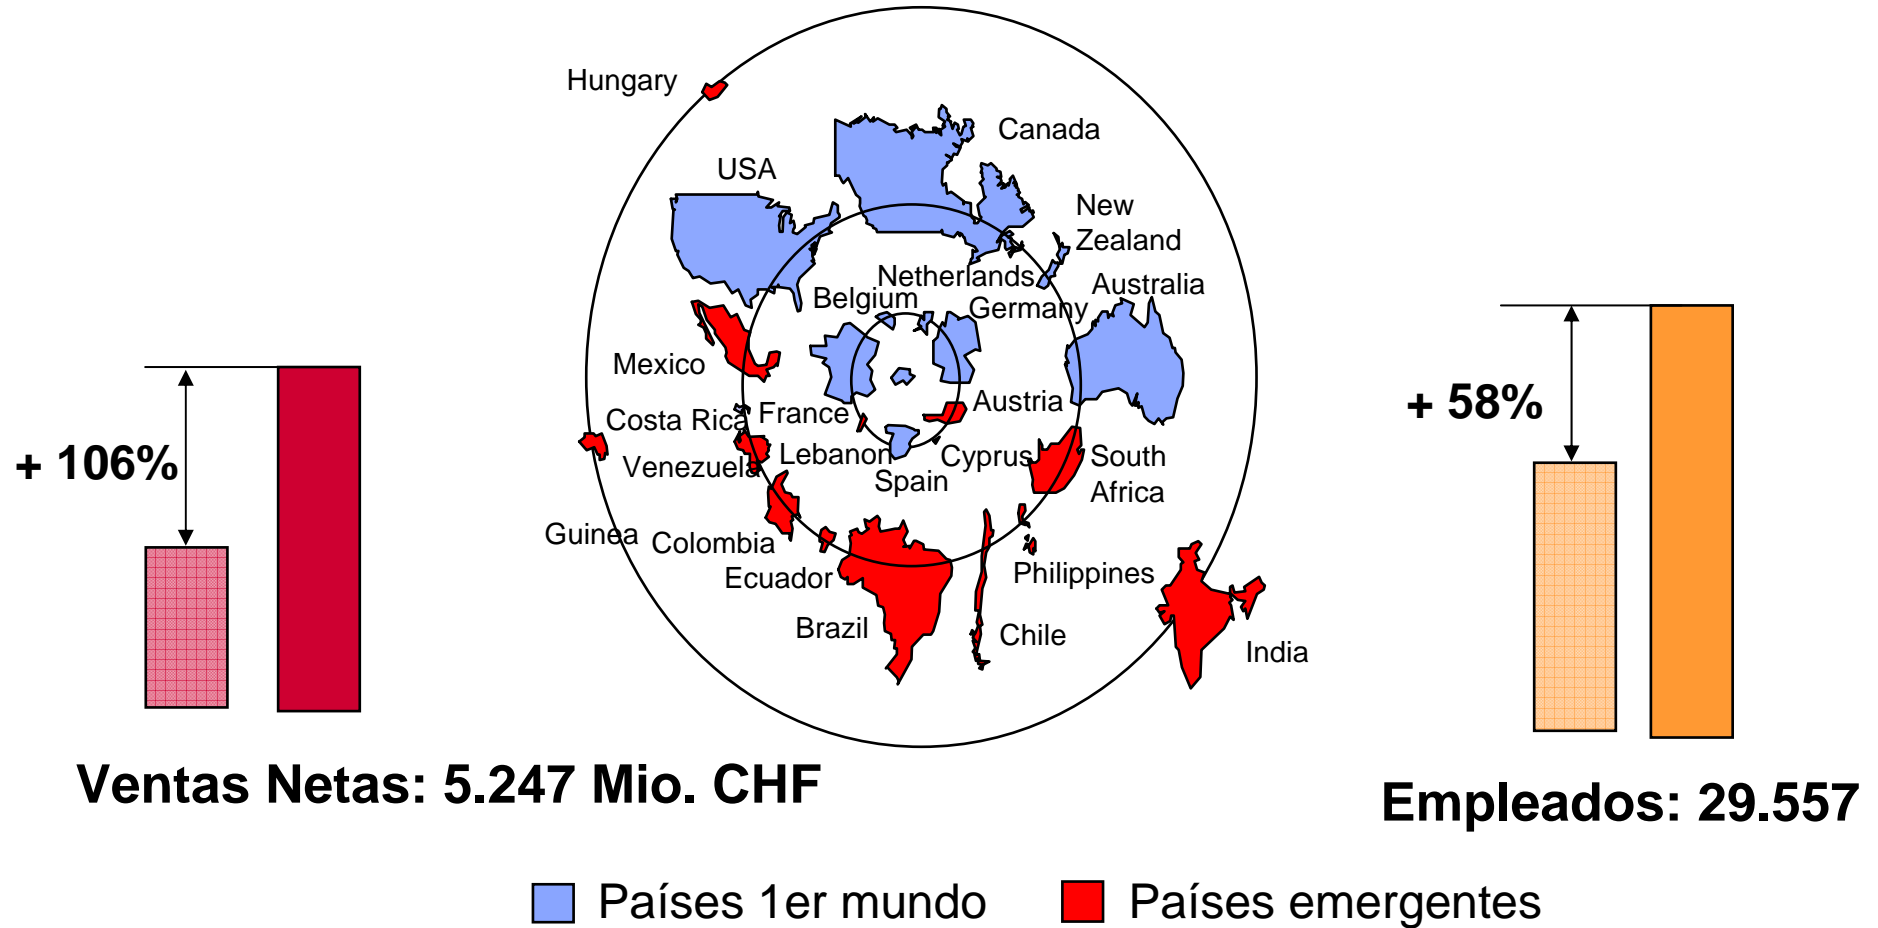 Hungary
Canada
USA
New
Zealand
Netherlands
Belgium
Germany
Australia
Mexico
Costa Rica
France
Austria
Venezuela
Lebanon
Cyprus
Spain
South
Africa
Guinea
Colombia
Ecuador
Philippines
Brazil
Chile
India
+ 106%
+ 58%
Ventas Netas: 5.247 Mio. CHF
Empleados: 29.557
Países 1er mundo
Países emergentes